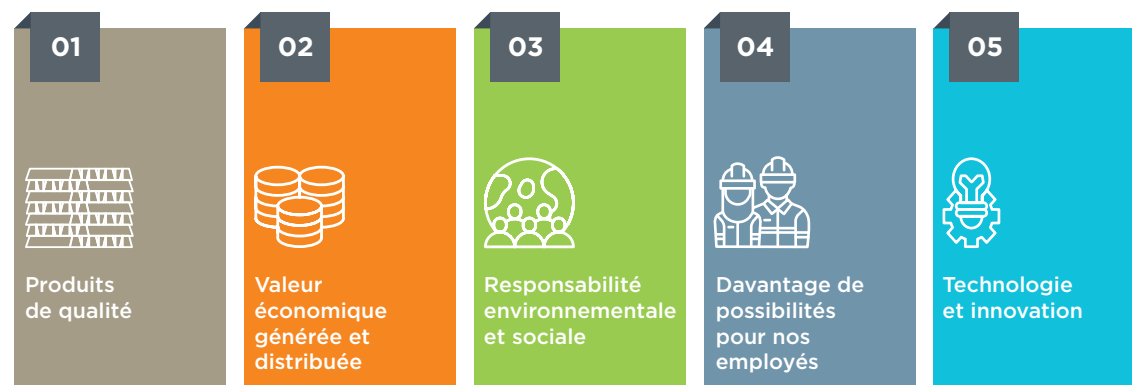 01
Produits
de qualité
02
Valeur
économique
générée et
distribuée
03
Responsabilité
environnementale
et sociale
04
Davantage de
possibilités
pour nos
employés
05
Technologie
et innovation